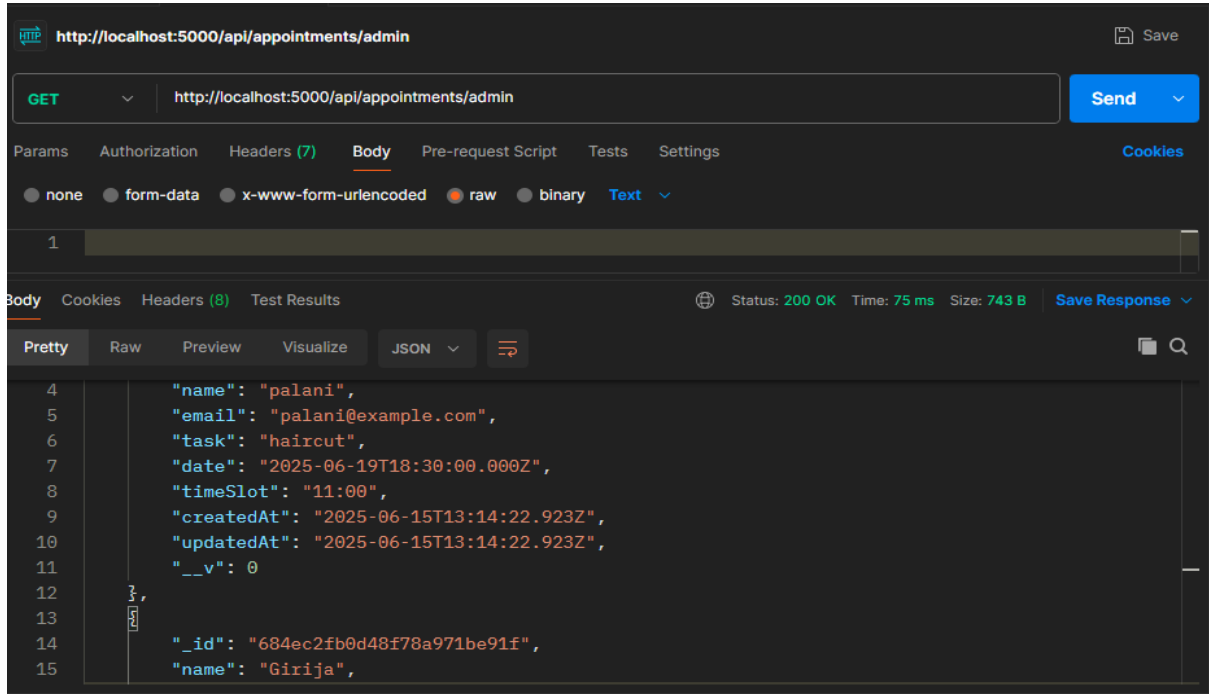 HTTP http://localhost:5000/api/appointments/admin Save
GET http://localhost:5000/api/appointments/admin Send
Params Authorization Headers (7) Body Pre-request Script Tests Settings Cookies
none form-data x-www-form-urlencoded raw binary Text
1
Body Cookies Headers (8) Test Results Status: 200 OK Time: 75 ms Size: 743 B Save Response
Pretty Raw Preview Visualize JSON
4 "name": "palani",
5 "email": "palani@example.com",
6 "task": "haircut",
7 "date": "2025-06-19T18:30:00.000Z",
8 "timeSlot": "11:00",
9 "createdAt": "2025-06-15T13:14:22.923Z",
10 "updatedAt": "2025-06-15T13:14:22.923Z",
11 "__v": 0
12 },
13 {
14 "_id": "684ec2fb0d48f78a971be91f",
15 "name": "Girija",